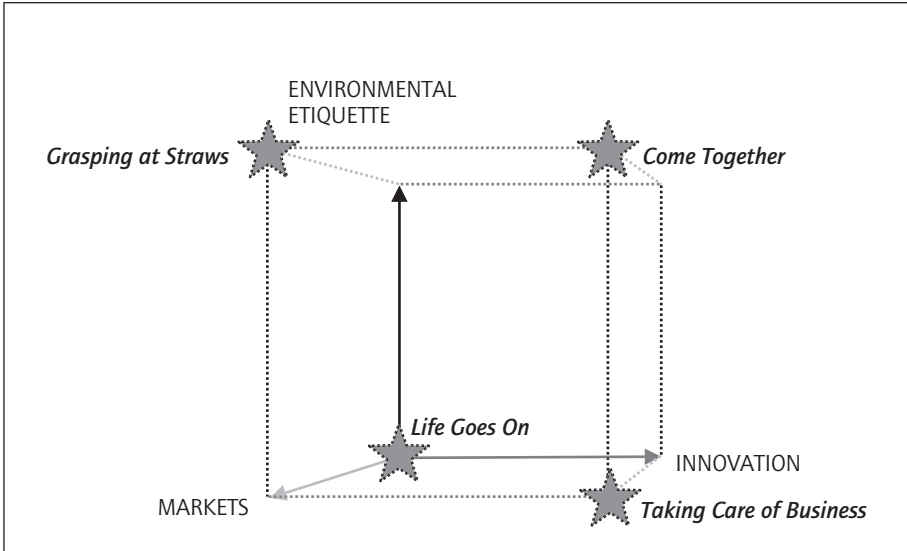 ENVIRONMENTAL
ETIQUETTE
Grasping at Straws
Come Together
Life Goes On
INNOVATION
MARKETS
Taking Care of Business